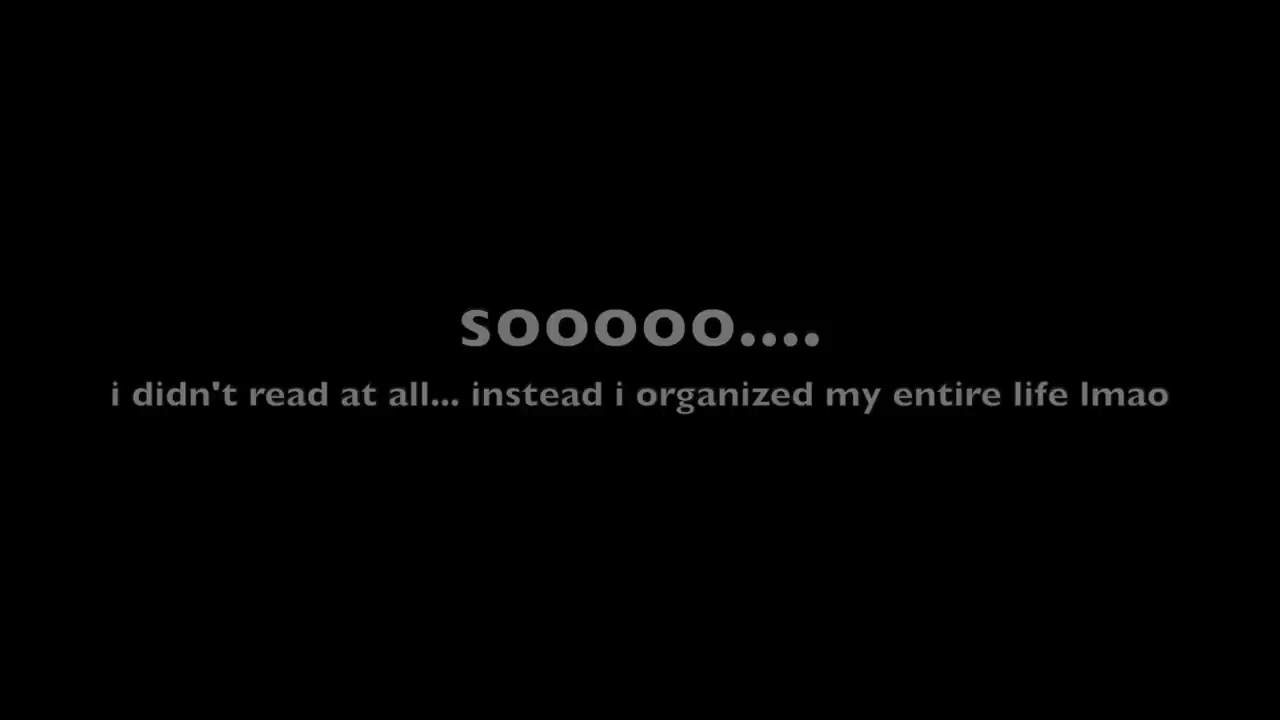 sooooo....
i didn't read at all... instead i organized my entire life lmao